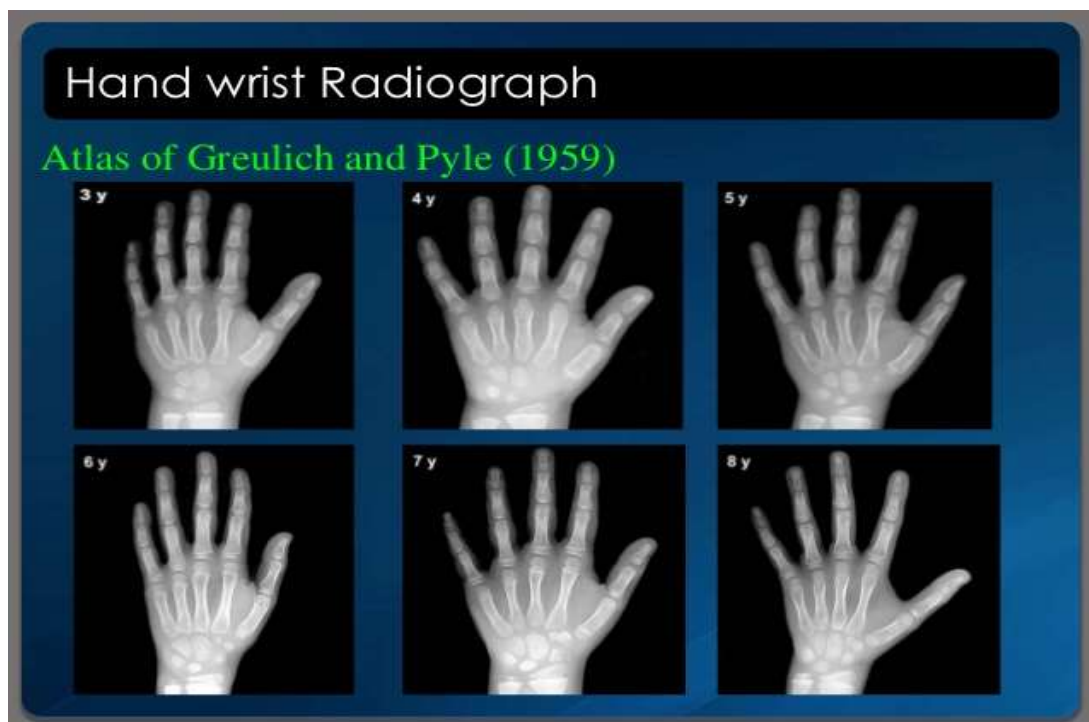 Hand wrist Radiograph
Atlas of Greulich and Pyle (1959)
3 y
4 y
5 y
6 y
7 y
8 y